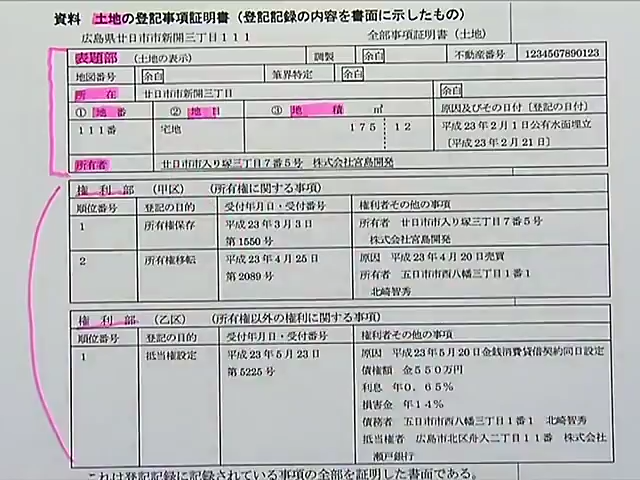 資料 土地の登記事項証明書（登記記録の内容を書面に示したもの）
広島県廿日市市新開三丁目１１１ 全部事項証明書（土地）
表題部 （土地の表示） 調製 余白 不動産番号 1234567890123
地図番号 余白 筆界特定 余白
所 在 廿日市市新開三丁目 余白
① 地 番 ② 地 目 ③ 地 積 ㎡ 原因及びその日付〔登記の日付〕
１１１番 宅地 １７５ １２ 平成２３年２月１日公有水面埋立
〔平成２３年２月２１日〕
所有者 廿日市市入り塚三丁目７番５号 株式会社宮島開発
権 利 部 （甲区） （所有権に関する事項）
順位番号 登記の目的 受付年月日・受付番号 権利者その他の事項
１ 所有権保存 平成２３年３月３日 所有者 廿日市市入り塚三丁目７番５号
第１５５０号 株式会社宮島開発
２ 所有権移転 平成２３年４月２５日 原因 平成２３年４月２０日売買
第２０８９号 所有者 五日市市西八幡三丁目１番１
北崎智秀
権 利 部 （乙区） （所有権以外の権利に関する事項）
順位番号 登記の目的 受付年月日・受付番号 権利者その他の事項
１ 抵当権設定 平成２３年５月２３日 原因 平成２３年５月２０日金銭消費貸借契約同日設定
第５２２５号 債権額 金５５０万円
利息 年０．６５％
損害金 年１４％
債務者 五日市市西八幡三丁目１番１ 北崎智秀
抵当権者 広島市北区舟入二丁目１１番 株式会社
瀬戸銀行
これは登記記録に記録されている事項の全部を証明した書面である。